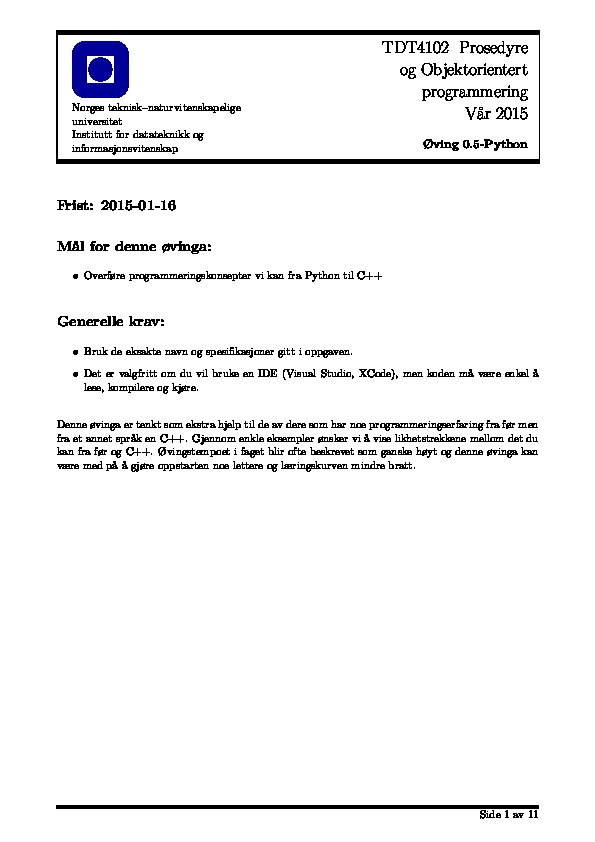 TDT4102 Prosedyre
og Objektorientert
programmering
Vår 2015
Øving 0.5-Python
Norges teknisk–naturvitenskapelige
universitet
Institutt for datateknikk og
informasjonsvitenskap
Frist: 2015-01-16
Mål for denne øvinga:
• Overføre programmeringskonsepter vi kan fra Python til C++
Generelle krav:
• Bruk de eksakte navn og spesifikasjoner gitt i oppgaven.
• Det er valgfritt om du vil bruke en IDE (Visual Studio, XCode), men koden må være enkel å
lese, kompilere og kjøre.
Denne øvinga er tenkt som ekstra hjelp til de av dere som har noe programmeringserfaring fra før men
fra et annet språk en C++. Gjennom enkle eksempler ønsker vi å vise likhetstrekkene mellom det du
kan fra før og C++. Øvingstempoet i faget blir ofte beskrevet som ganske høyt og denne øvinga kan
være med på å gjøre oppstarten noe lettere og læringskurven mindre bratt.
Side 1 av 11